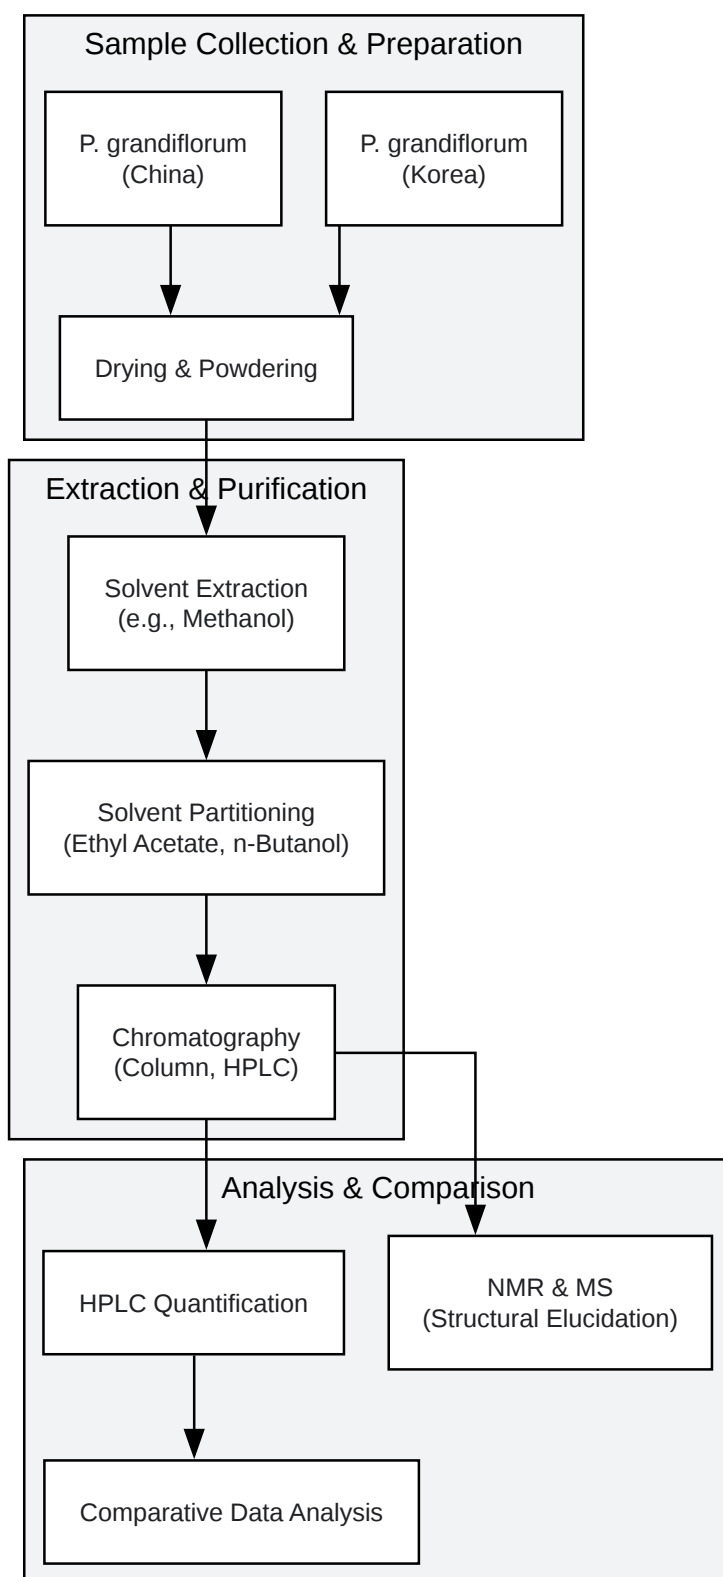 Sample Collection & Preparation
P. grandiflorum
(China)
P. grandiflorum
(Korea)
Drying & Powdering
Extraction & Purification
Solvent Extraction
(e.g., Methanol)
Solvent Partitioning
(Ethyl Acetate, n-Butanol)
Chromatography
(Column, HPLC)
Analysis & Comparison
HPLC Quantification
NMR & MS
(Structural Elucidation)
Comparative Data Analysis